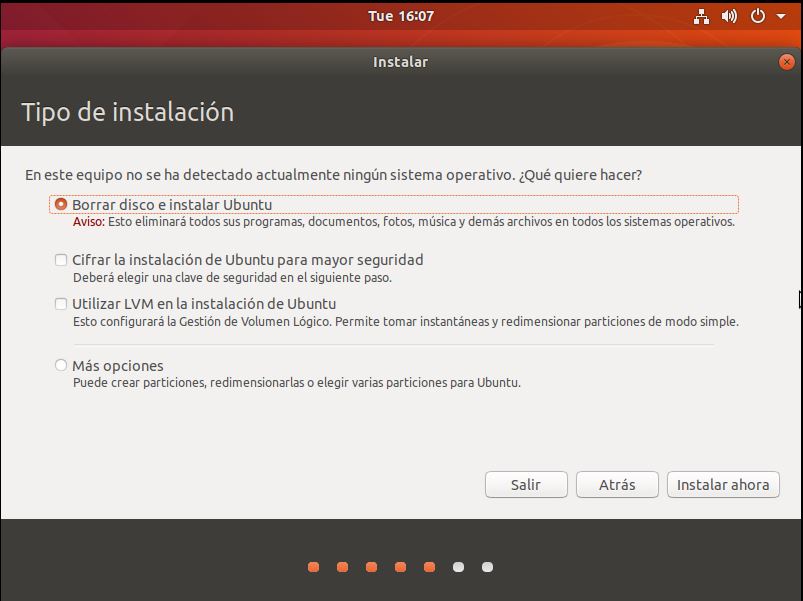 Tue 16:07
Instalar
Tipo de instalación
En este equipo no se ha detectado actualmente ningún sistema operativo. ¿Qué quiere hacer?
Borrar disco e instalar Ubuntu
Aviso: Esto eliminará todos sus programas, documentos, fotos, música y demás archivos en todos los sistemas operativos.
Cifrar la instalación de Ubuntu para mayor seguridad
Deberá elegir una clave de seguridad en el siguiente paso.
Utilizar LVM en la instalación de Ubuntu
Esto configurará la Gestión de Volumen Lógico. Permite tomar instantáneas y redimensionar particiones de modo simple.
Más opciones
Puede crear particiones, redimensionarlas o elegir varias particiones para Ubuntu.
Salir Atrás Instalar ahora